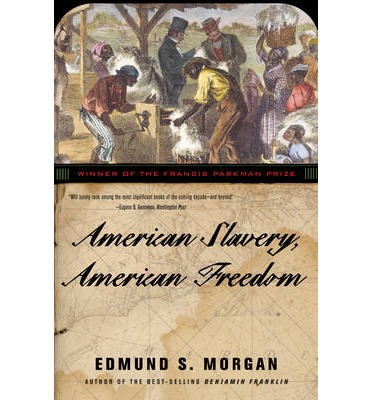 WINNER OF THE FRANCIS PARKMAN PRIZE
"Will surely rank among the most significant books of the coming decade—and beyond."
—Eugene D. Genovese, Washington Post
American Slavery,
American Freedom
EDMUND S. MORGAN
AUTHOR OF THE BEST-SELLING BENJAMIN FRANKLIN